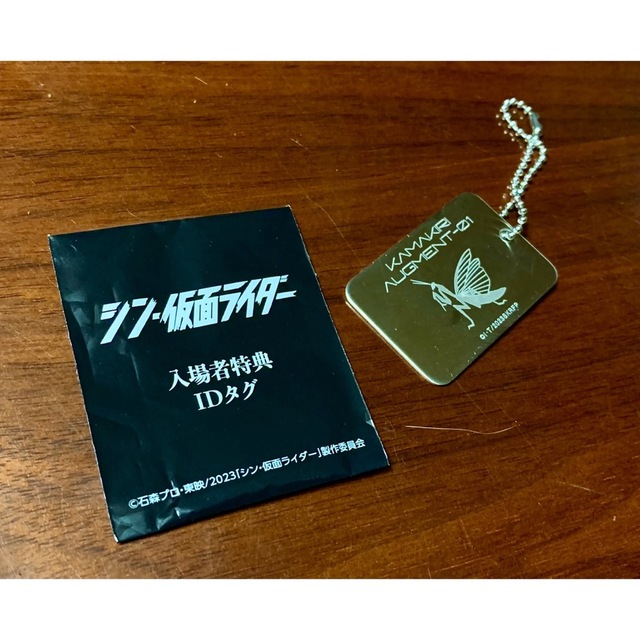 シン・仮面ライダー
入場者特典
IDタグ
©石森プロ・東映/2023「シン・仮面ライダー」製作委員会
KAMAKIRI
AUGMENT-01